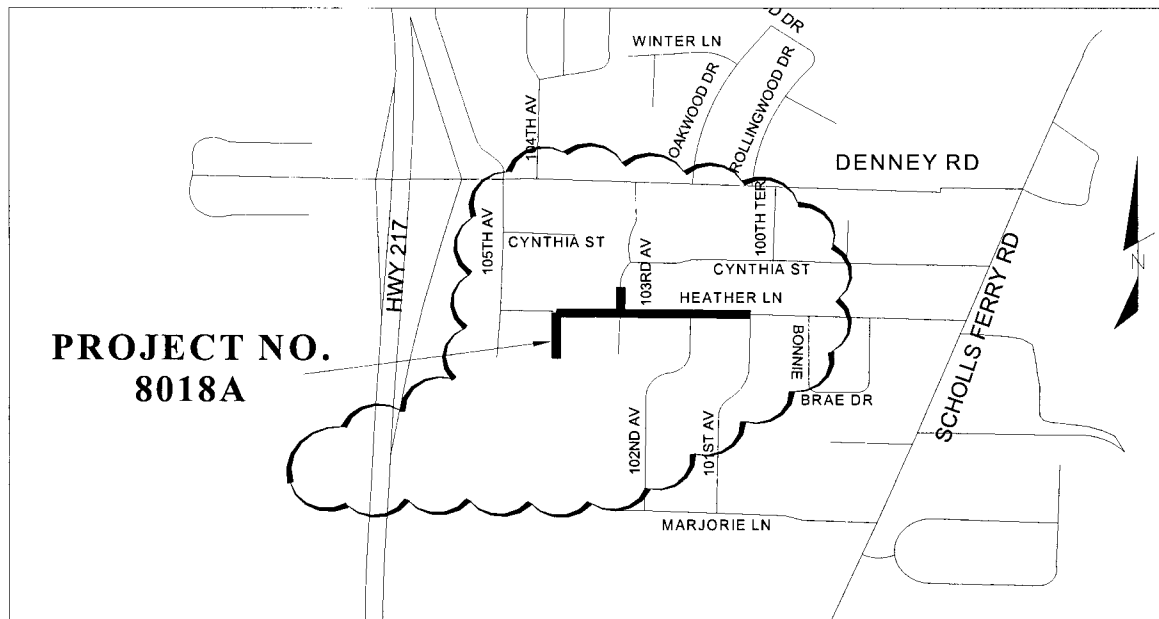 D DR
WINTER LN
OAKWOOD DR
ROLLINGWOOD DR
104TH AV
DENNEY RD
105TH AV
CYNTHIA ST
103RD AV
100TH TER
CYNTHIA ST
HWY 217
HEATHER LN
SCHOLLS FERRY RD
N
PROJECT NO.
8018A
BONNIE
BRAE DR
102ND AV
101ST AV
MARJORIE LN